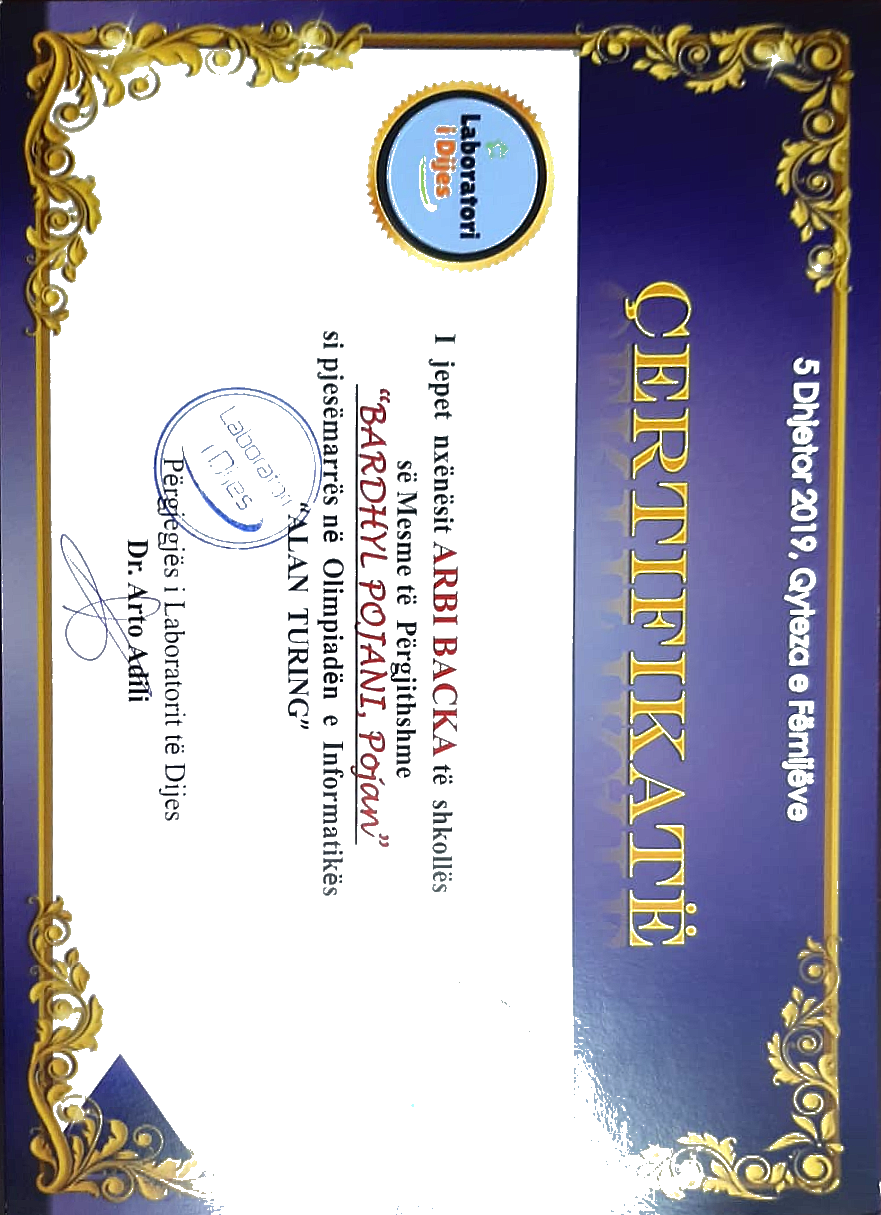 5 Dhjetor 2019, Qyteza e Fëmijëve
ÇERTIFIKATË
Laboratori
i Dijes
I jepet nxënësit ARBI BACKA të shkollës
së Mesme të Përgjithshme
“BARDHYL POJANI, Pojan”
si pjesëmarrës në Olimpiadën e Informatikës
“ALAN TURING”
Laboratori
i Dijes
Përgjegjës i Laboratorit të Dijes
Dr. Arto Adili